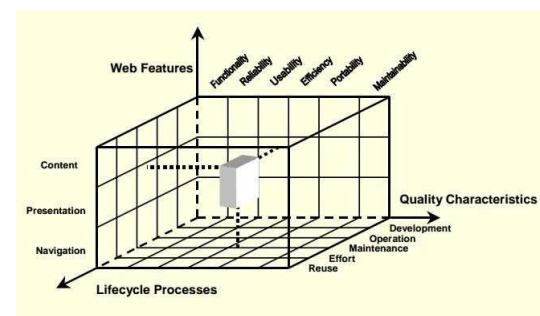 Web Features
Functionality
Reliability
Usability
Efficiency
Portability
Maintainability
Content
Presentation
Navigation
Quality Characteristics
Development
Operation
Maintenance
Effort
Reuse
Lifecycle Processes